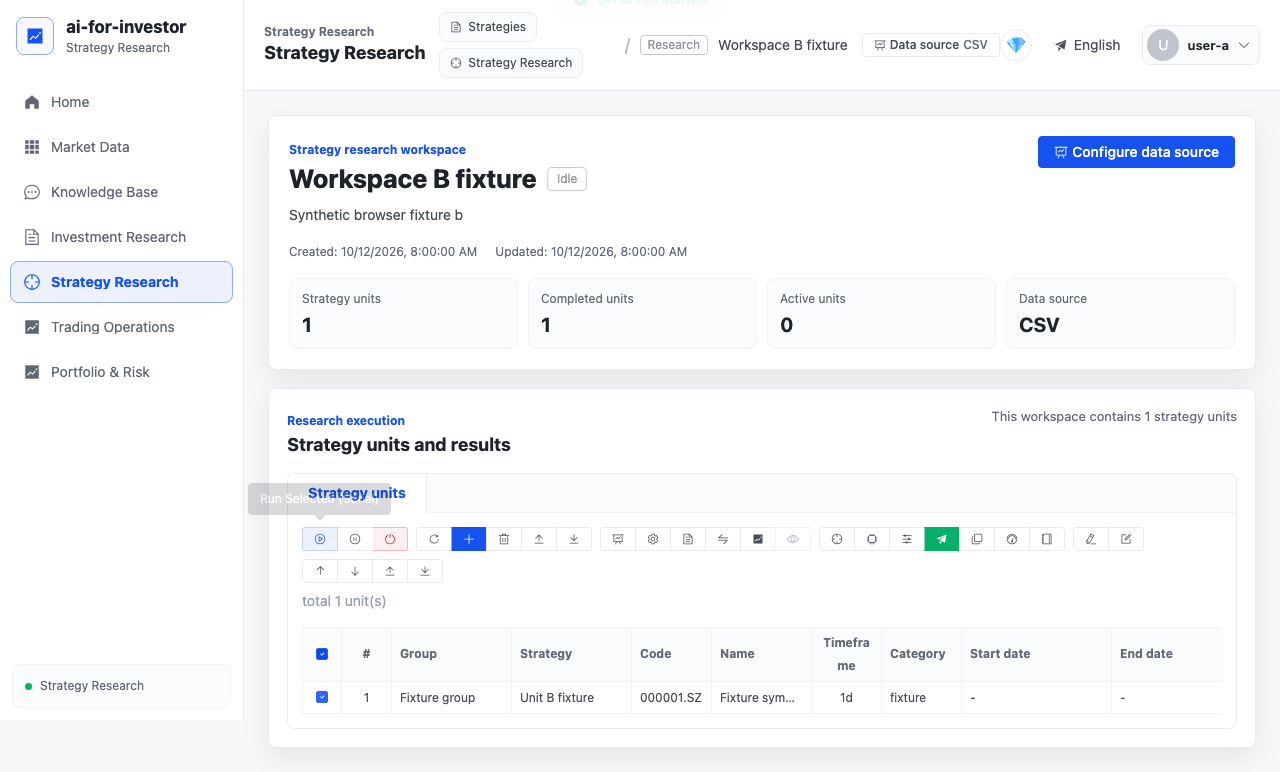 ai-for-investor
Strategy Research
Home
Market Data
Knowledge Base
Investment Research
Strategy Research
Trading Operations
Portfolio & Risk
Strategy Research
Serial run started
Strategy Research
Strategy Research
Strategies
Strategy Research
/
Research
Workspace B fixture
Data source CSV
English
U
user-a
Strategy research workspace
Configure data source
Workspace B fixture
Idle
Synthetic browser fixture b
Created: 10/12/2026, 8:00:00 AM Updated: 10/12/2026, 8:00:00 AM
Strategy units
1
Completed units
1
Active units
0
Data source
CSV
Research execution
This workspace contains 1 strategy units
Strategy units and results
Strategy units
Run Selected (Serial)
total 1 unit(s)
# Group Strategy Code Name Timefra
me Category Start date End date
1 Fixture group Unit B fixture 000001.SZ Fixture sym... 1d fixture - -